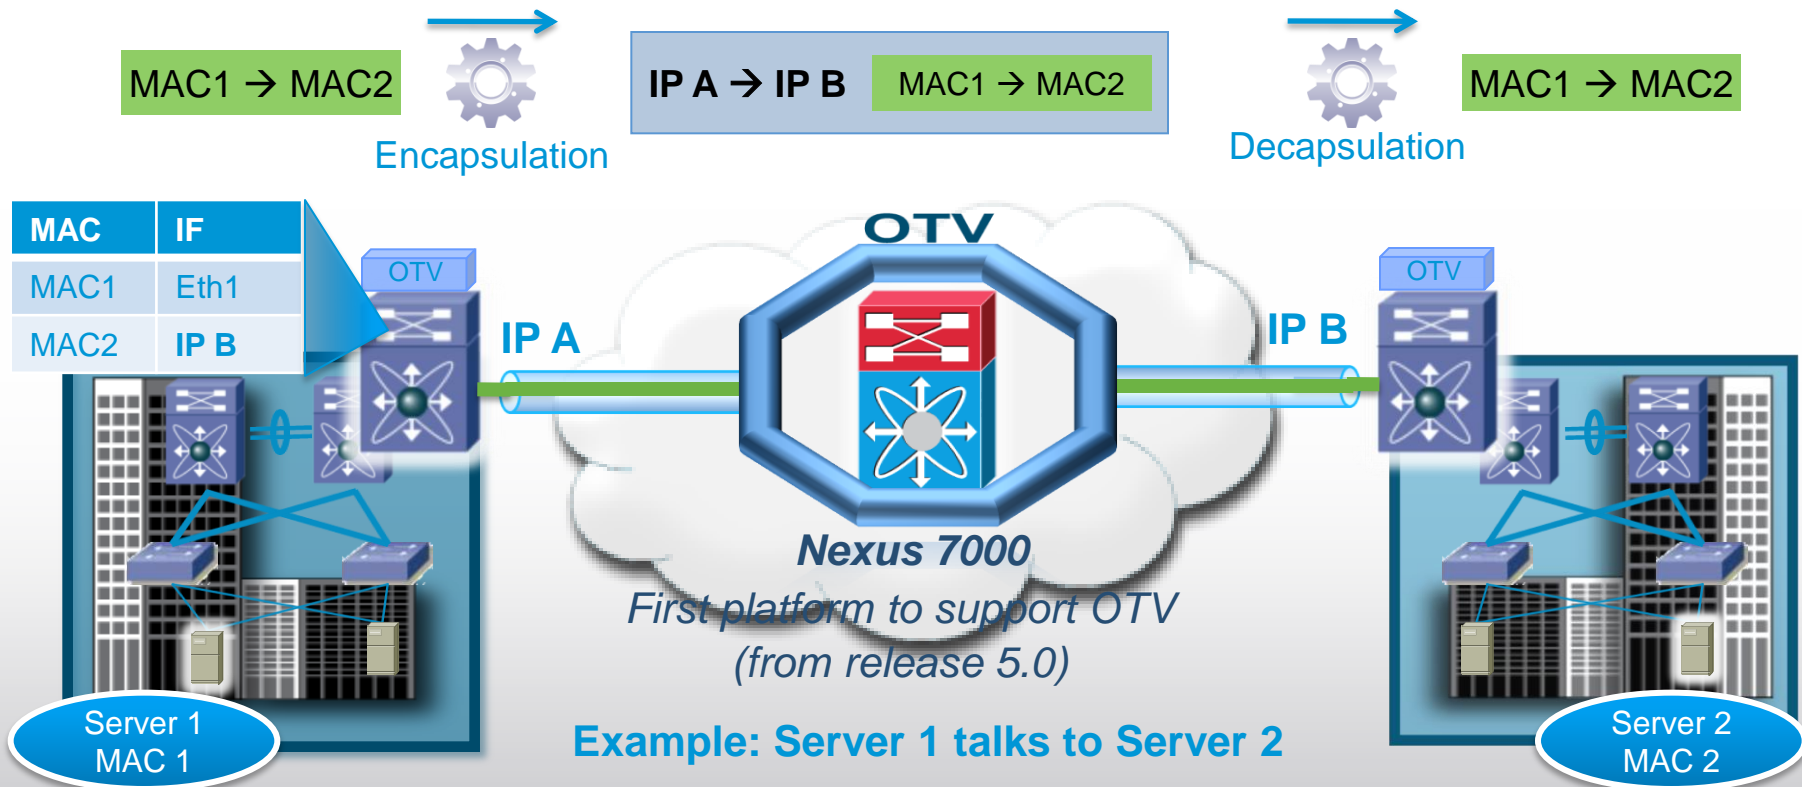 MAC1 → MAC2
Encapsulation
IP A → IP B MAC1 → MAC2
Decapsulation
MAC1 → MAC2
MAC IF
MAC1 Eth1
MAC2 IP B
OTV
IP A
OTV
IP B
OTV
Nexus 7000
First platform to support OTV
(from release 5.0)
Server 1
MAC 1
Example: Server 1 talks to Server 2
Server 2
MAC 2